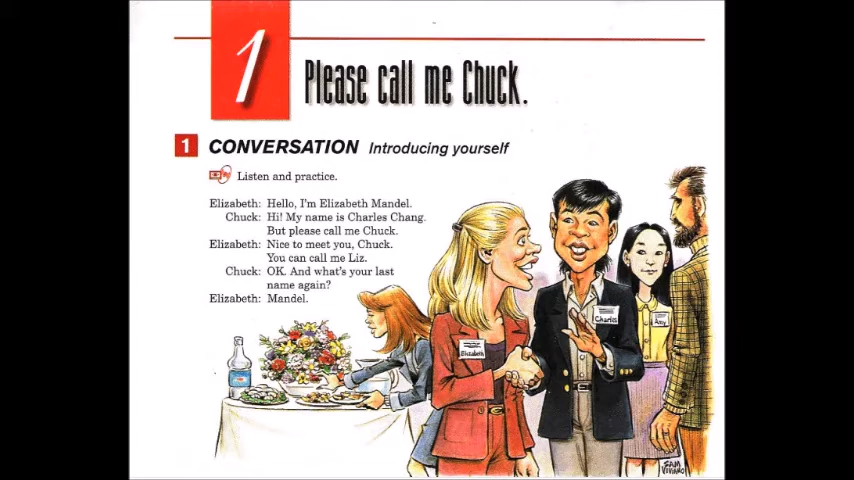 1
Please call me Chuck.
1 CONVERSATION Introducing yourself
Listen and practice.
Elizabeth: Hello, I'm Elizabeth Mandel.
Chuck: Hi! My name is Charles Chang.
But please call me Chuck.
Elizabeth: Nice to meet you, Chuck.
You can call me Liz.
Chuck: OK. And what's your last
name again?
Elizabeth: Mandel.
Charles
Amy
Elizabeth
SAM
VIVIANO